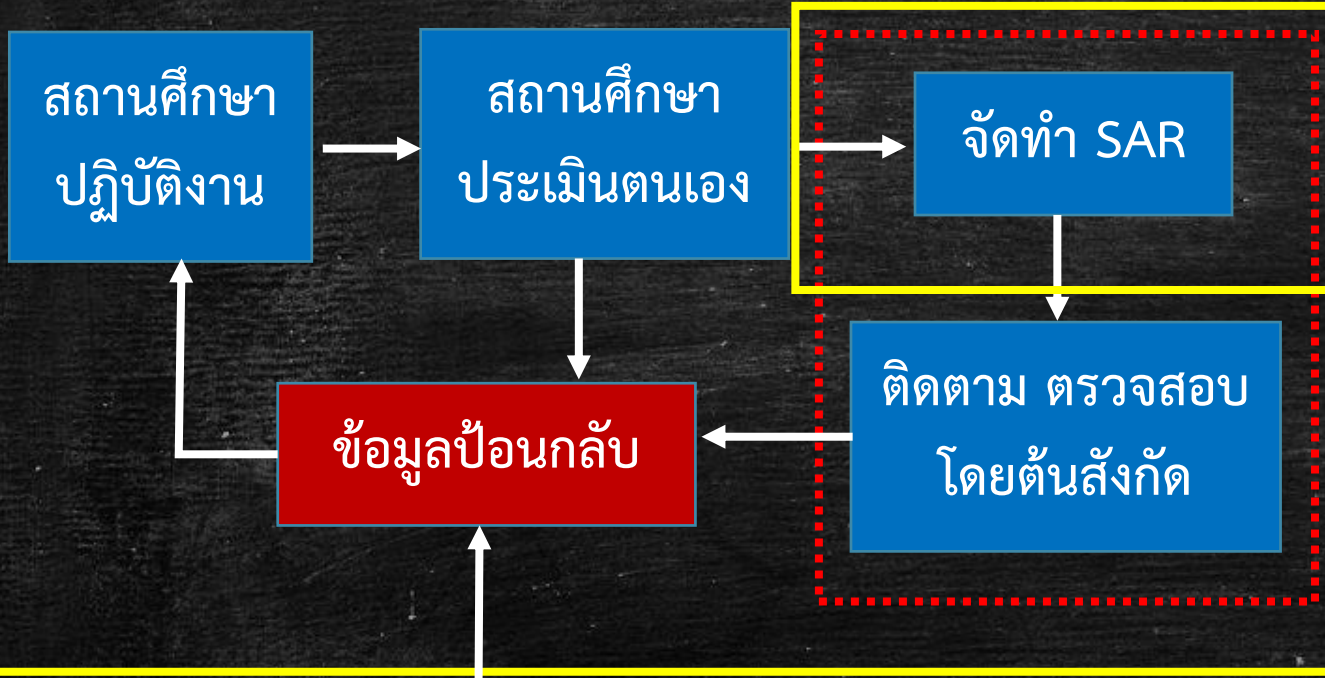 สถานศึกษา
ปฏิบัติงาน
สถานศึกษา
ประเมินตนเอง
จัดทำ SAR
ติดตาม ตรวจสอบ
โดยต้นสังกัด
ข้อมูลป้อนกลับ